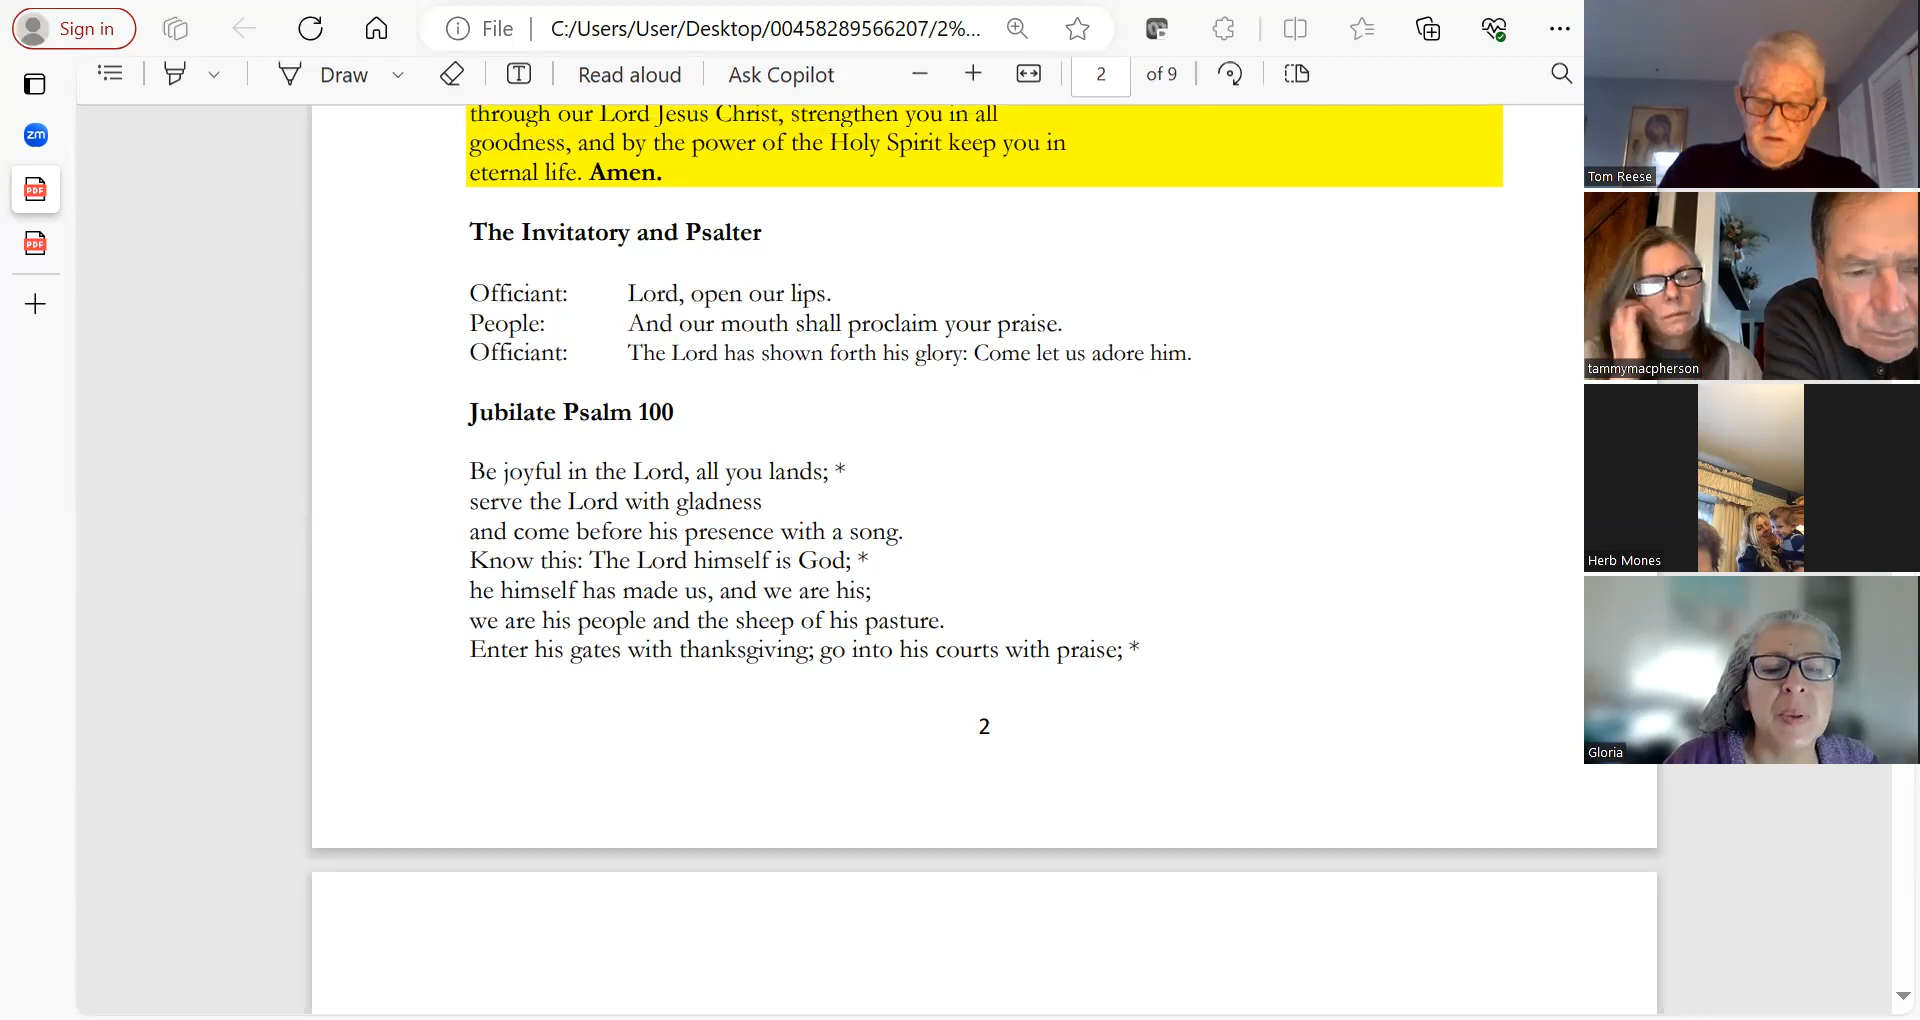 Sign in
File
C:/Users/User/Desktop/00458289566207/2%...
Draw
Read aloud
Ask Copilot
2
of 9
zm
PDF
PDF
through our Lord Jesus Christ, strengthen you in all
goodness, and by the power of the Holy Spirit keep you in
eternal life. Amen.
The Invitatory and Psalter
Officiant: Lord, open our lips.
People: And our mouth shall proclaim your praise.
Officiant: The Lord has shown forth his glory: Come let us adore him.
Jubilate Psalm 100
Be joyful in the Lord, all you lands; *
serve the Lord with gladness
and come before his presence with a song.
Know this: The Lord himself is God; *
he himself has made us, and we are his;
we are his people and the sheep of his pasture.
Enter his gates with thanksgiving; go into his courts with praise; *
2
Tom Reese
tammymacpherson
Herb Mones
Gloria